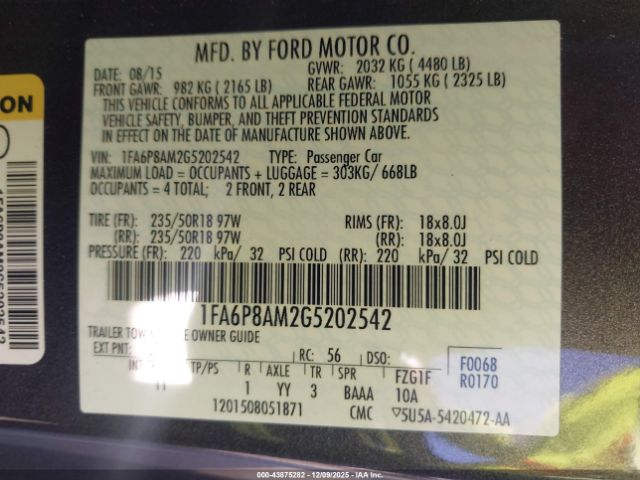 MFD. BY FORD MOTOR CO.
DATE: 08/15 GVWR: 2032 KG ( 4480 LB)
FRONT GAWR: 982 KG ( 2165 LB) REAR GAWR: 1055 KG ( 2325 LB)
THIS VEHICLE CONFORMS TO ALL APPLICABLE FEDERAL MOTOR
VEHICLE SAFETY, BUMPER, AND THEFT PREVENTION STANDARDS
IN EFFECT ON THE DATE OF MANUFACTURE SHOWN ABOVE.
VIN: 1FA6P8AM2G5202542 TYPE: Passenger Car
MAXIMUM LOAD = OCCUPANTS + LUGGAGE = 303KG/ 668LB
OCCUPANTS = 4 TOTAL; 2 FRONT, 2 REAR
TIRE (FR): 235/50R18 97W RIMS (FR): 18x8.0J
(RR): 235/50R18 97W (RR): 18x8.0J
PRESSURE (FR): 220 kPa/ 32 PSI COLD (RR): 220 kPa/ 32 PSI COLD
1FA6P8AM2G5202542
TRAILER OWNER GUIDE
EXT PNT: RC: 56 DSO: F0068
TP/PS R AXLE TR SPR FZG1F R0170
11 1 YY 3 BAAA 10A
1201508051871 CMC 5U5A-5420472-AA
ON
00-43875282 - 12/09/2025 - IAA Holdings, LLC